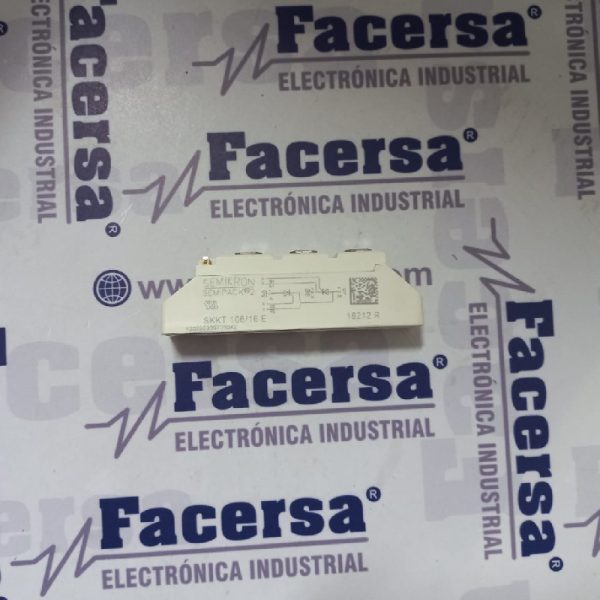 Facersa®
ELECTRÓNICA INDUSTRIAL
Facersa®
ELECTRÓNICA INDUSTRIAL
Facersa®
ELECTRÓNICA INDUSTRIAL
www.
.com
SEMIKRON
SEMIPACK® 2
SKKT 106/16 E
18212 R
Facersa®
ELECTRÓNICA INDUSTRIAL
Facersa®
ELECTRÓNICA INDUSTRIAL
Facersa®
ELECTRÓNICA INDUSTRIAL